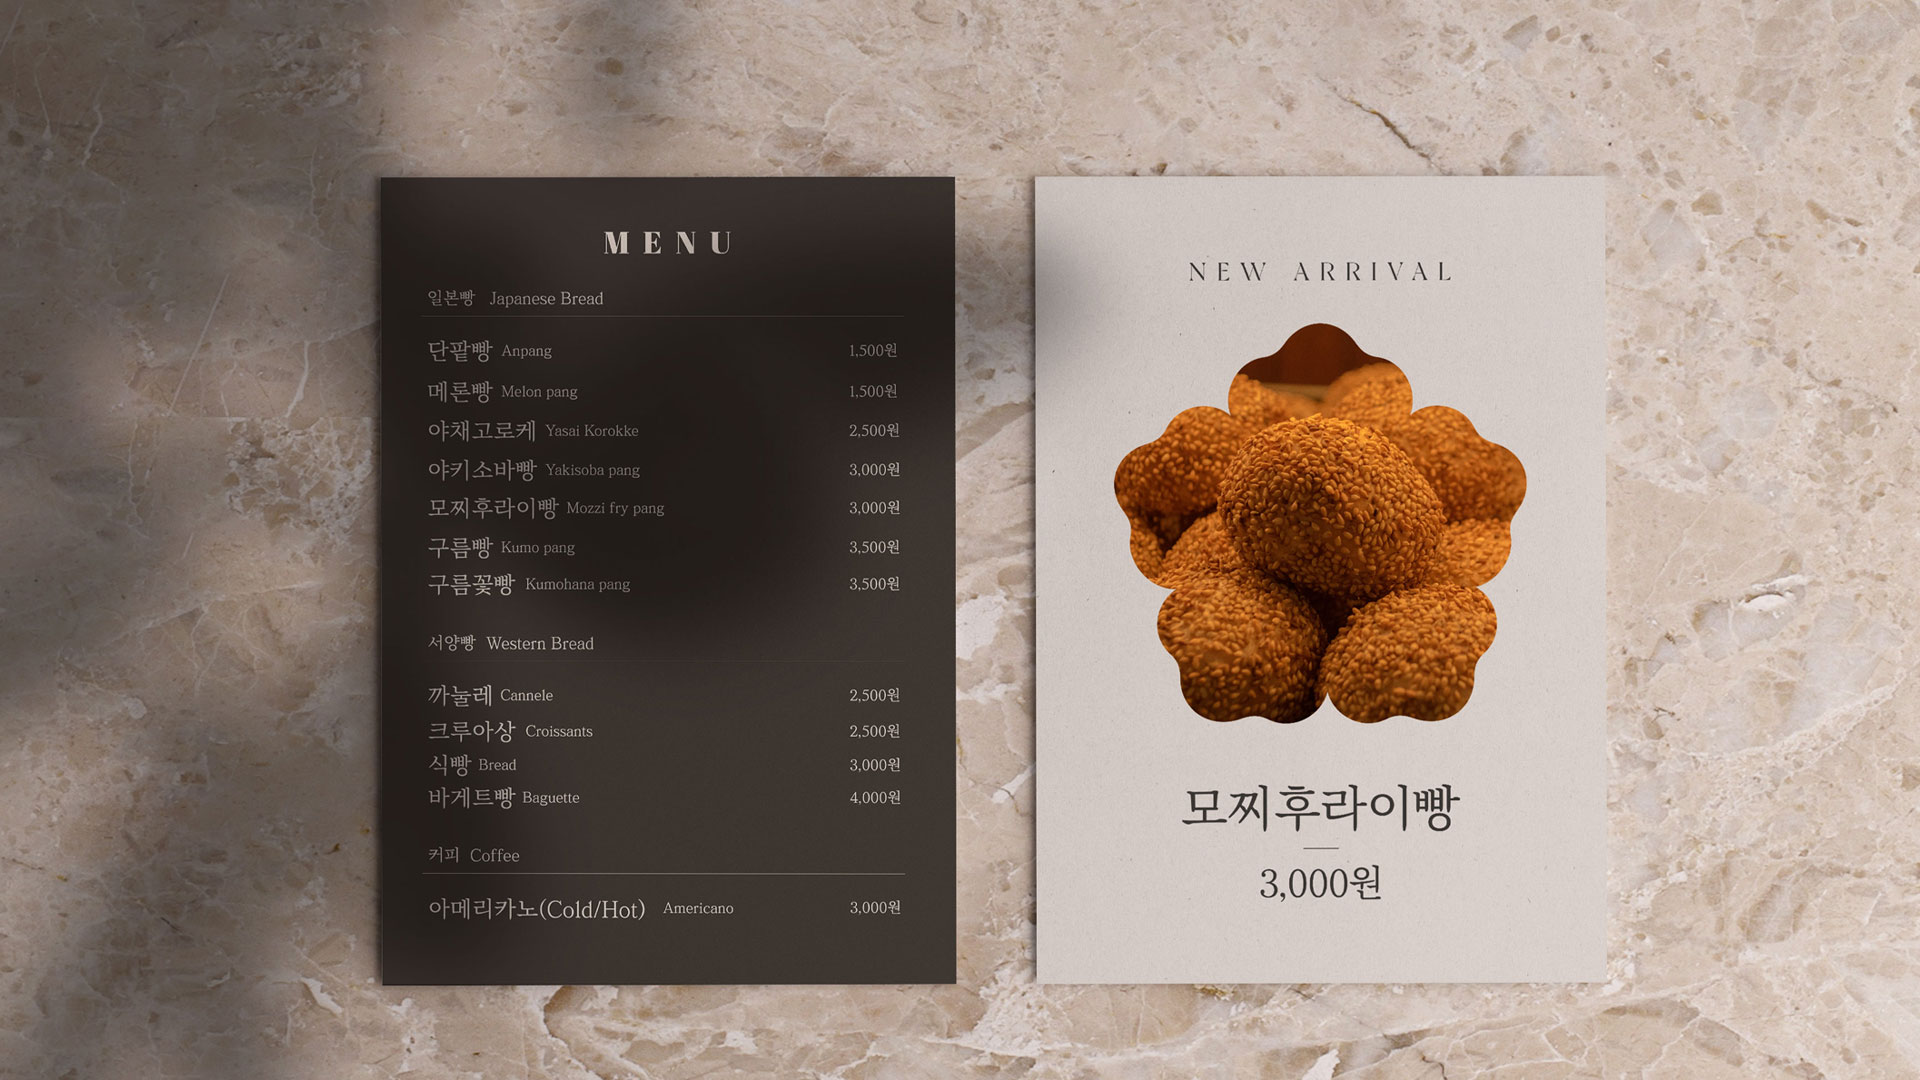 MENU
일본빵 Japanese Bread
단팥빵 Anpang 1,500원
메론빵 Melon pang 1,500원
야채고로케 Yasai Korokke 2,500원
야키소바빵 Yakisoba pang 3,000원
모찌후라이빵 Mozzi fry pang 3,000원
구름빵 Kumo pang 3,500원
구름꽃빵 Kumohana pang 3,500원
서양빵 Western Bread
까눌레 Cannele 2,500원
크루아상 Croissants 2,500원
식빵 Bread 3,000원
바게트빵 Baguette 4,000원
커피 Coffee
아메리카노(Cold/Hot) Americano 3,000원
NEW ARRIVAL
모찌후라이빵
3,000원